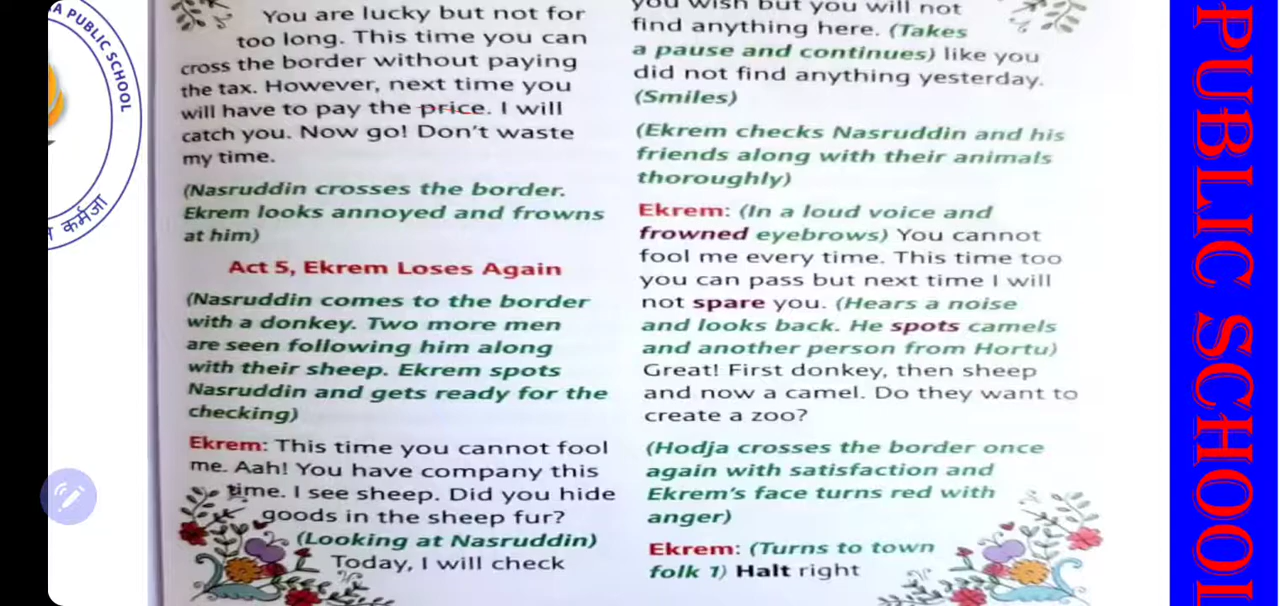 You are lucky but not for
too long. This time you can
cross the border without paying
the tax. However, next time you
will have to pay the price. I will
catch you. Now go! Don't waste
my time.
(Nasruddin crosses the border.
Ekrem looks annoyed and frowns
at him)
Act 5, Ekrem Loses Again
(Nasruddin comes to the border
with a donkey. Two more men
are seen following him along
with their sheep. Ekrem spots
Nasruddin and gets ready for the
checking)
Ekrem: This time you cannot fool
me. Aah! You have company this
time. I see sheep. Did you hide
goods in the sheep fur?
(Looking at Nasruddin)
Today, I will check
you wish but you will not
find anything here. (Takes
a pause and continues) like you
did not find anything yesterday.
(Smiles)
(Ekrem checks Nasruddin and his
friends along with their animals
thoroughly)
Ekrem: (In a loud voice and
frowned eyebrows) You cannot
fool me every time. This time too
you can pass but next time I will
not spare you. (Hears a noise
and looks back. He spots camels
and another person from Hortu)
Great! First donkey, then sheep
and now a camel. Do they want to
create a zoo?
(Hodja crosses the border once
again with satisfaction and
Ekrem's face turns red with
anger)
Ekrem: (Turns to town
folk 1) Halt right
PUBLIC SCHOOL
PUBLIC SCHOOL
कर्मजा